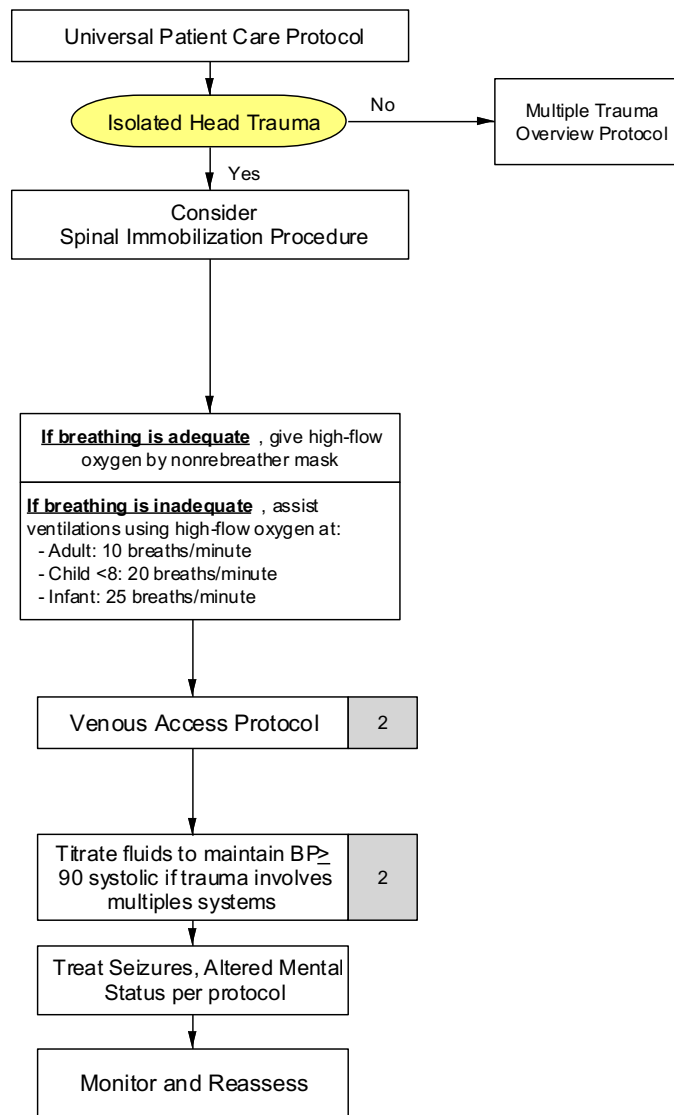 Universal Patient Care Protocol
Isolated Head Trauma
No
Multiple Trauma
Overview Protocol
Yes
Consider
Spinal Immobilization Procedure
If breathing is adequate , give high-flow
oxygen by nonrebreather mask
If breathing is inadequate , assist
ventilations using high-flow oxygen at:
- Adult: 10 breaths/minute
- Child <8: 20 breaths/minute
- Infant: 25 breaths/minute
Venous Access Protocol
2
Titrate fluids to maintain BP≥
90 systolic if trauma involves
multiples systems
2
Treat Seizures, Altered Mental
Status per protocol
Monitor and Reassess